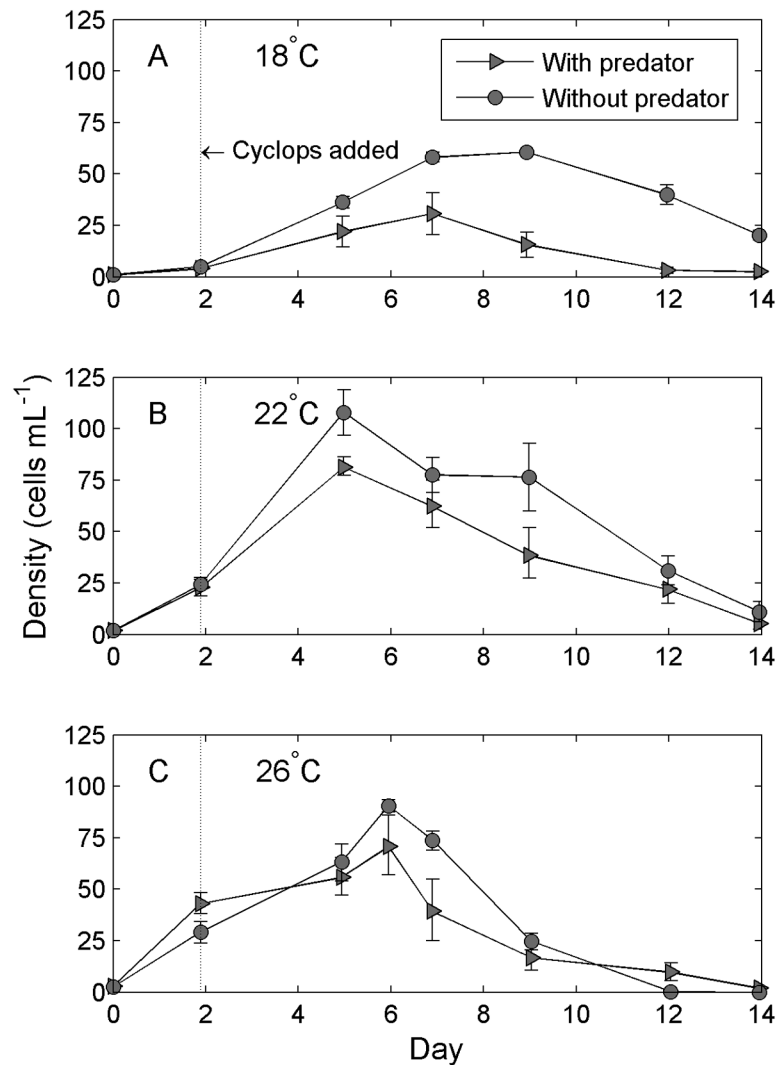 A 18°C
With predator
Without predator
← Cyclops added
125
100
75
50
25
0
0 2 4 6 8 10 12 14
B 22°C
125
100
75
50
25
0
0 2 4 6 8 10 12 14
Density (cells mL⁻¹)
C 26°C
125
100
75
50
25
0
0 2 4 6 8 10 12 14
Day